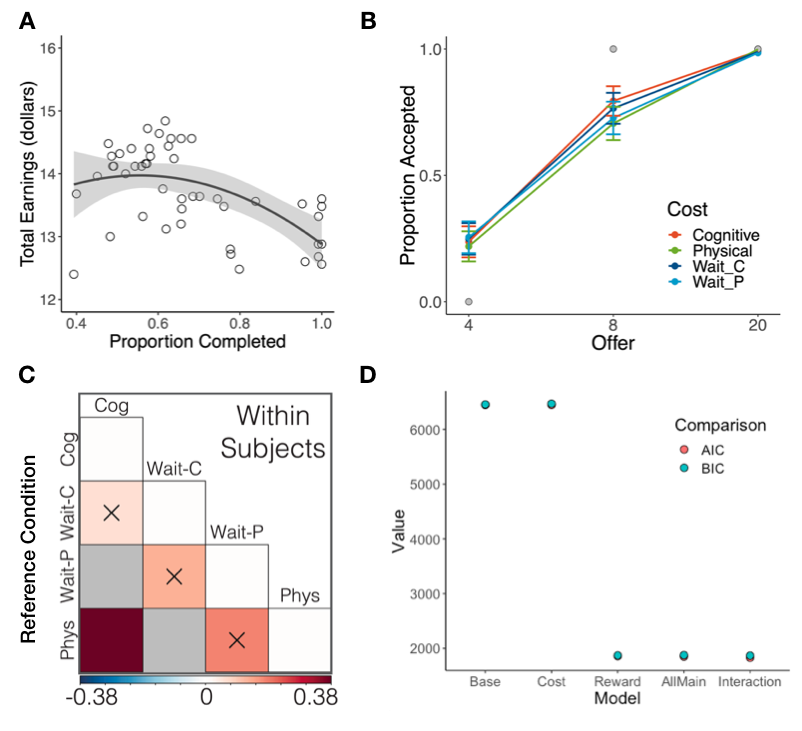 A
Total Earnings (dollars)
16
15
14
13
12
0.4 0.6 0.8 1.0
Proportion Completed
B
Proportion Accepted
1.0
0.5
0.0
4 8 20
Offer
Cost
Cognitive
Physical
Wait_C
Wait_P
C
Reference Condition
Within
Subjects
Cog
Wait-C
Wait-P
Phys
Cog
Wait-C
Wait-P
Phys
-0.38 0 0.38
D
Value
6000
5000
4000
3000
2000
Base Cost Reward AllMain Interaction
Model
Comparison
AIC
BIC